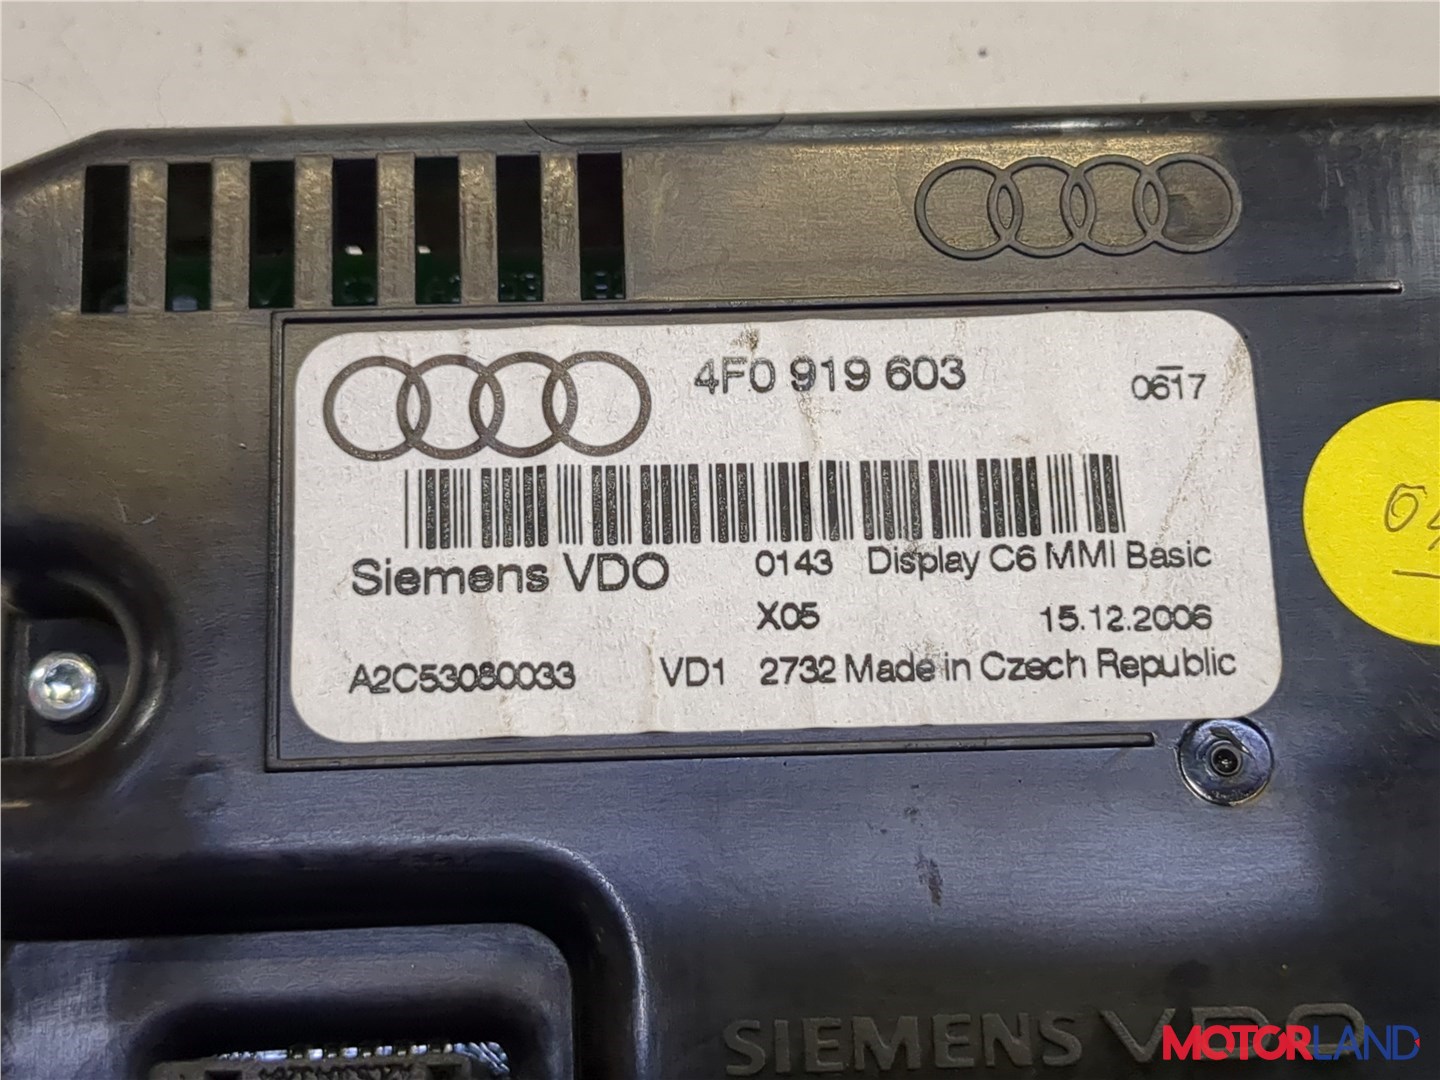 4F0 919 603
0617
Siemens VDO
0143 Display C6 MMI Basic
X05 15.12.2006
A2C53080033 VD1 2732 Made in Czech Republic
SIEMENS VDO
MOTORLAND